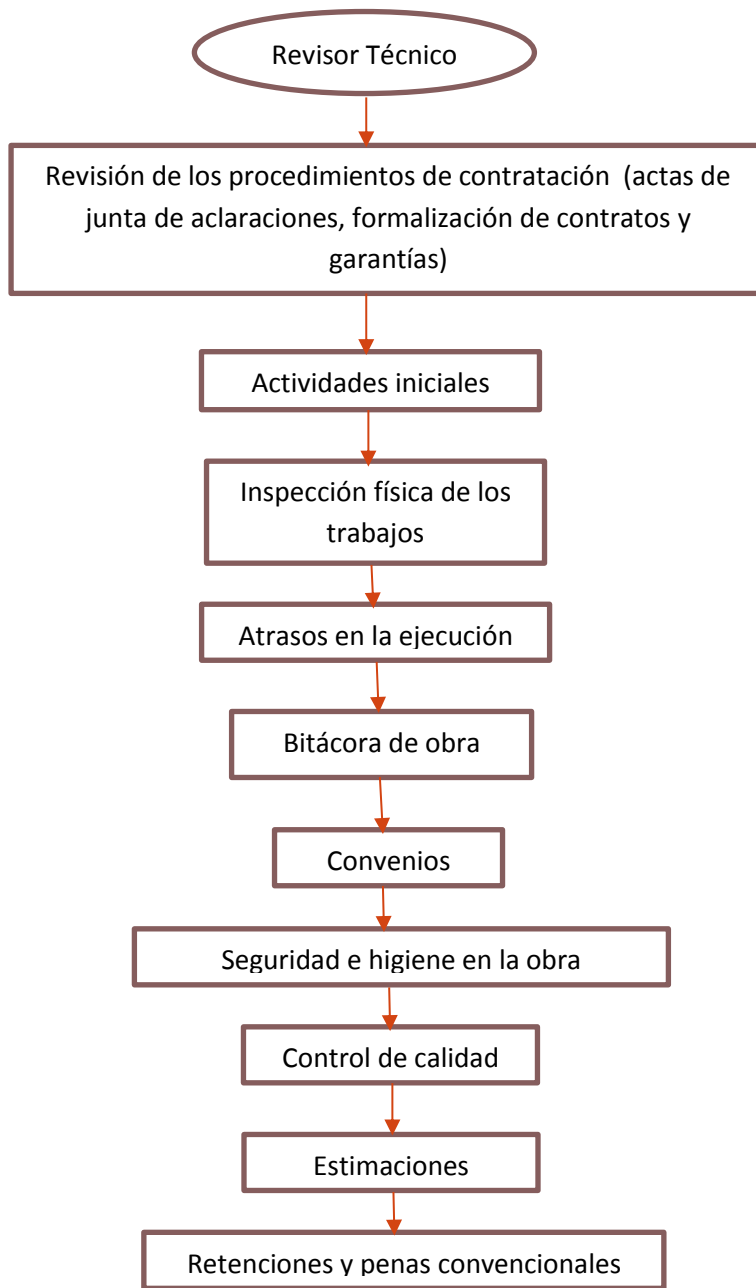 Revisor Técnico
Revisión de los procedimientos de contratación (actas de
junta de aclaraciones, formalización de contratos y
garantías)
Actividades iniciales
Inspección física de los
trabajos
Atrasos en la ejecución
Bitácora de obra
Convenios
Seguridad e higiene en la obra
Control de calidad
Estimaciones
Retenciones y penas convencionales